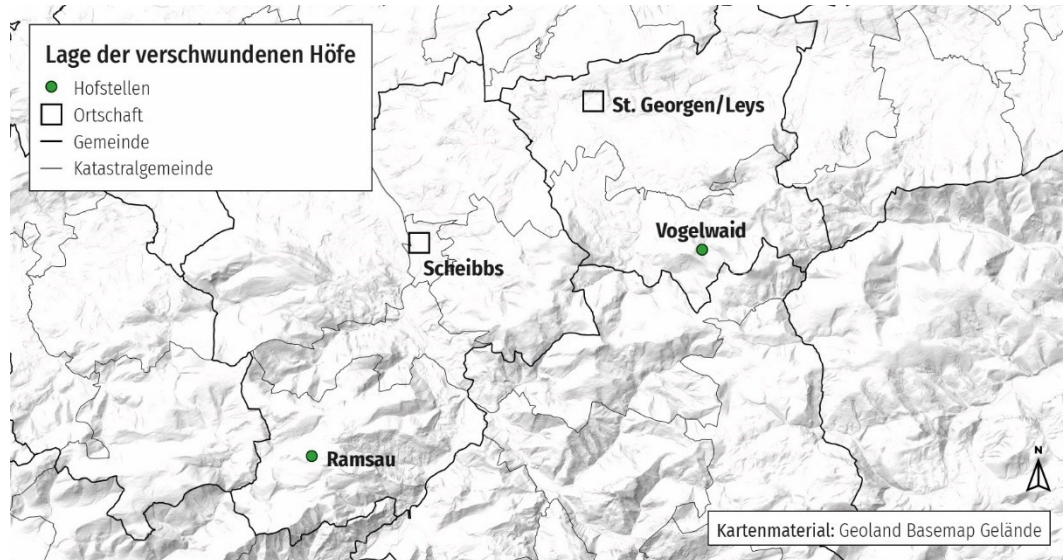 Lage der verschwundenen Höfe
Hofstellen
Ortschaft
Gemeinde
Katastralgemeinde
St. Georgen/Leys
Vogelwaid
Scheibbs
Ramsau
N
Kartenmaterial: Geoland Basemap Gelände